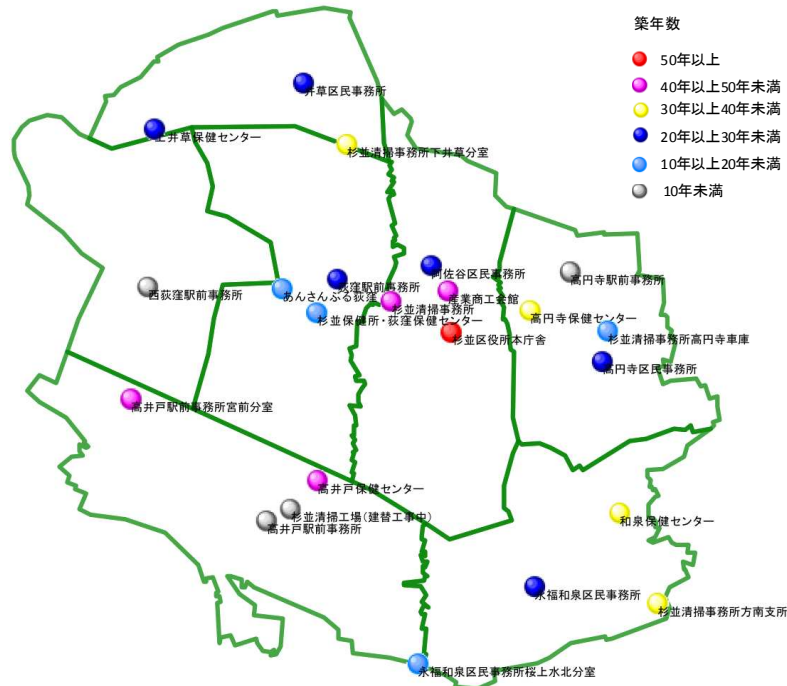 築年数
50年以上
40年以上50年未満
30年以上40年未満
20年以上30年未満
10年以上20年未満
10年未満
井草区民事務所
上井草保健センター
杉並清掃事務所下井草分室
阿佐谷区民事務所
高円寺駅前事務所
荻窪駅前事務所
西荻窪駅前事務所
あんさんぶる荻窪
産業商工会館
杉並清掃事務所
高円寺保健センター
杉並保健所・荻窪保健センター
杉並区役所本庁舎
杉並清掃事務所高円寺車庫
高円寺区民事務所
高井戸駅前事務所宮前分室
高井戸保健センター
杉並清掃工場(建替工事中)
高井戸駅前事務所
和泉保健センター
永福和泉区民事務所
杉並清掃事務所方南支所
永福和泉区民事務所桜上水北分室